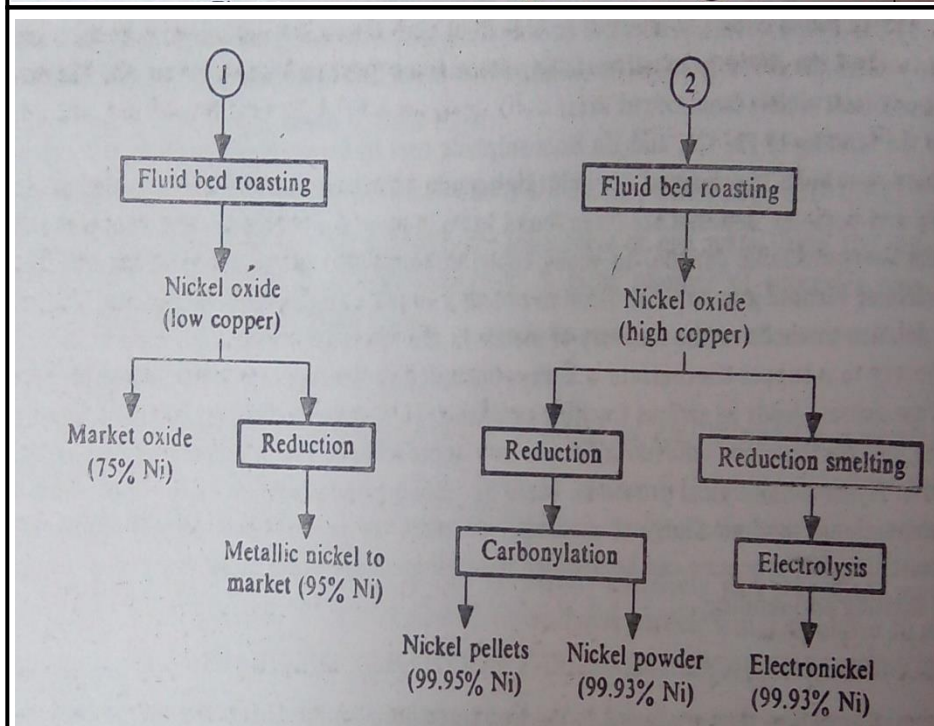 1
Fluid bed roasting
Nickel oxide
(low copper)
Market oxide
(75% Ni)
Reduction
Metallic nickel to
market (95% Ni)
2
Fluid bed roasting
Nickel oxide
(high copper)
Reduction
Reduction smelting
Carbonylation
Electrolysis
Nickel pellets
(99.95% Ni)
Nickel powder
(99.93% Ni)
Electronickel
(99.93% Ni)